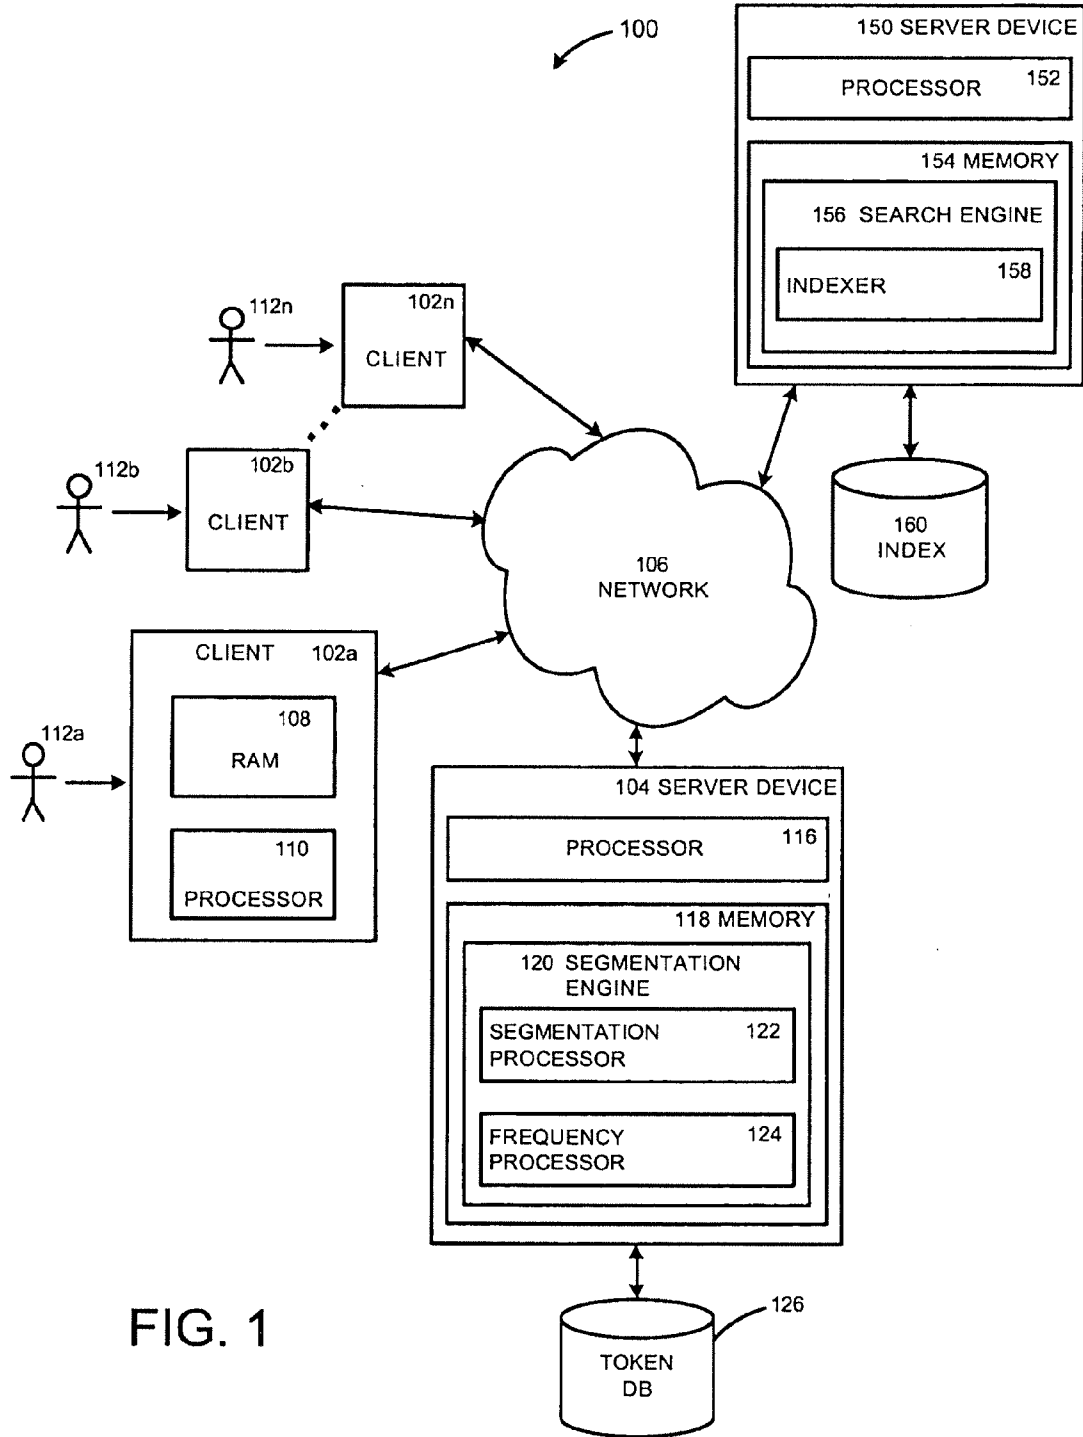 100
150 SERVER DEVICE
PROCESSOR 152
154 MEMORY
156 SEARCH ENGINE
INDEXER 158
160
INDEX
112n
102n
CLIENT
112b
102b
CLIENT
106
NETWORK
CLIENT 102a
108
RAM
110
PROCESSOR
112a
104 SERVER DEVICE
PROCESSOR 116
118 MEMORY
120 SEGMENTATION
ENGINE
SEGMENTATION 122
PROCESSOR
FREQUENCY 124
PROCESSOR
126
TOKEN
DB
FIG. 1